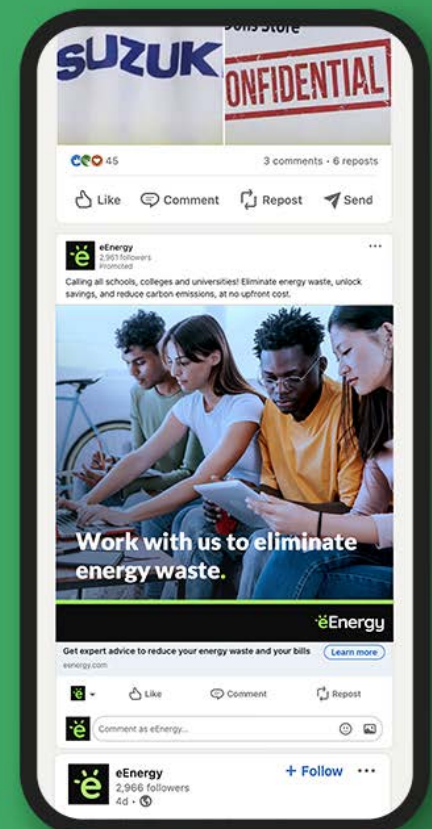 Dons Store
SUZUK
ONFIDENTIAL
45
3 comments • 6 reposts
Like
Comment
Repost
Send
ë
eEnergy
2,961 followers
Promoted
Calling all schools, colleges and universities! Eliminate energy waste, unlock
savings, and reduce carbon emissions, at no upfront cost.
Work with us to eliminate
energy waste.
ëEnergy
Get expert advice to reduce your energy waste and your bills
Learn more
eenergy.com
ë
Like
Comment
Repost
ë
Comment as eEnergy...
ë
eEnergy
+ Follow
2,966 followers
4d •